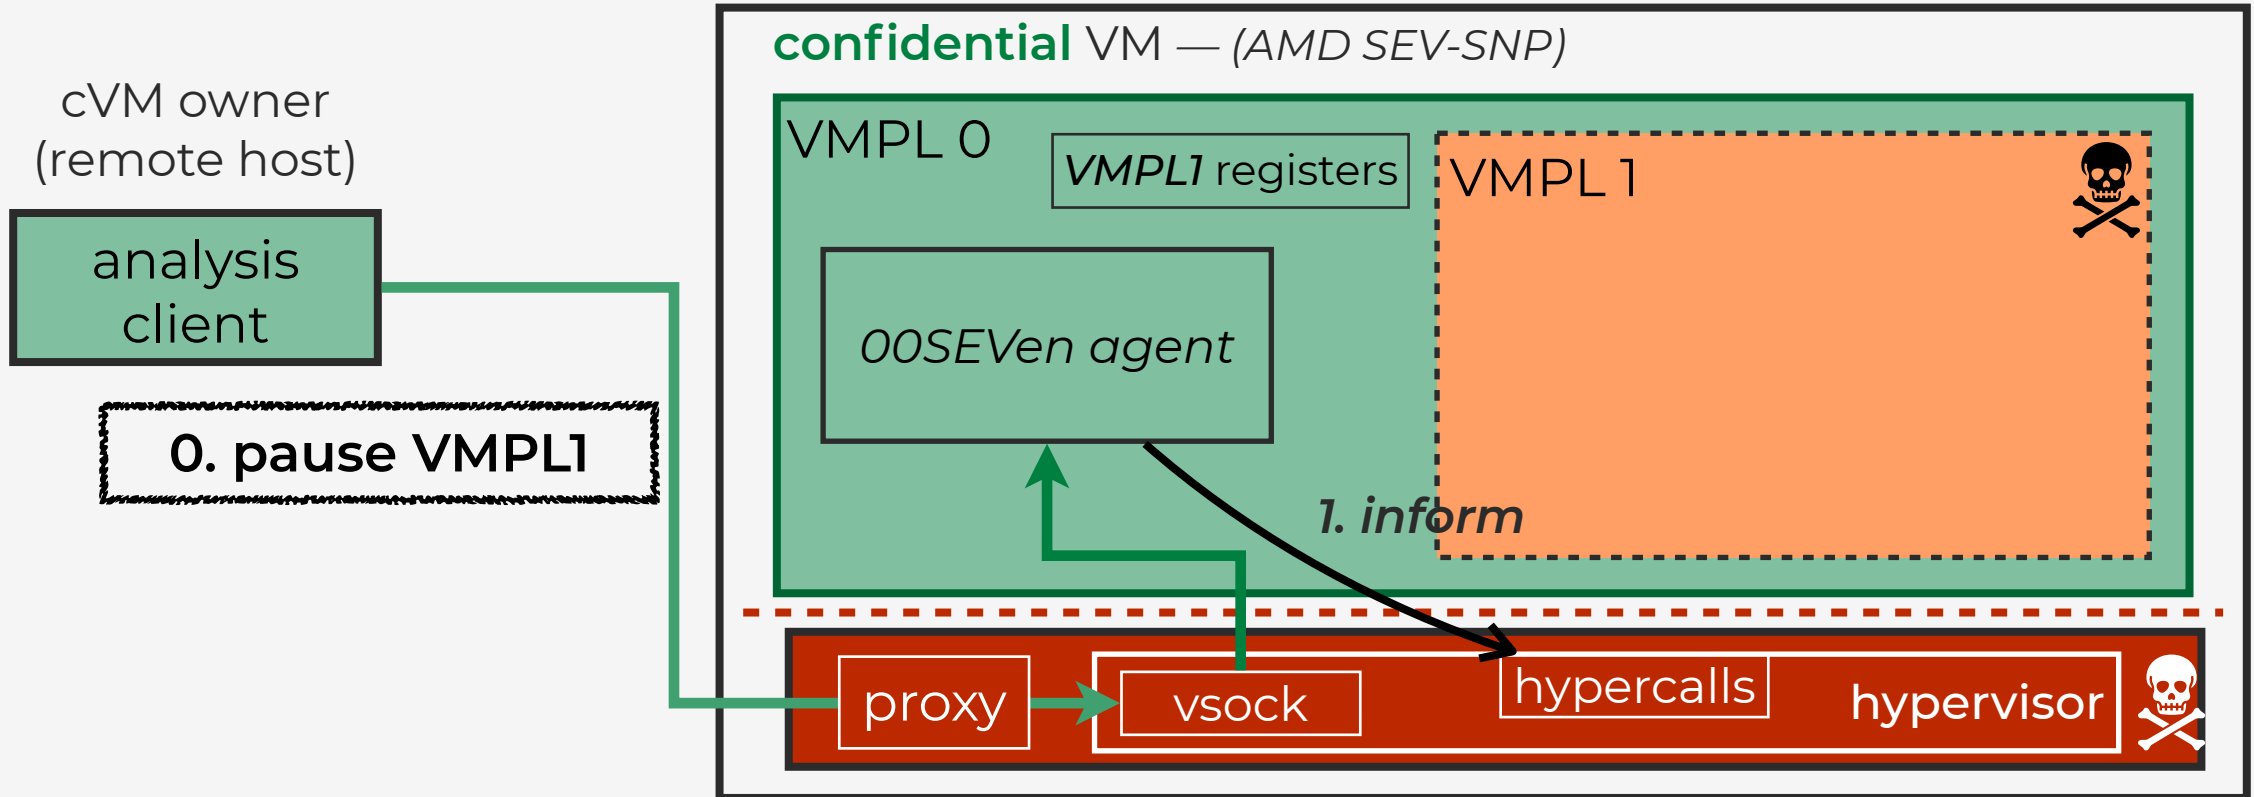 confidential VM — (AMD SEV-SNP)
cVM owner
(remote host)
analysis
client
0. pause VMPL1
VMPL 0
VMPL1 registers
VMPL 1
00SEVen agent
1. inform
proxy
vsock
hypercalls
hypervisor